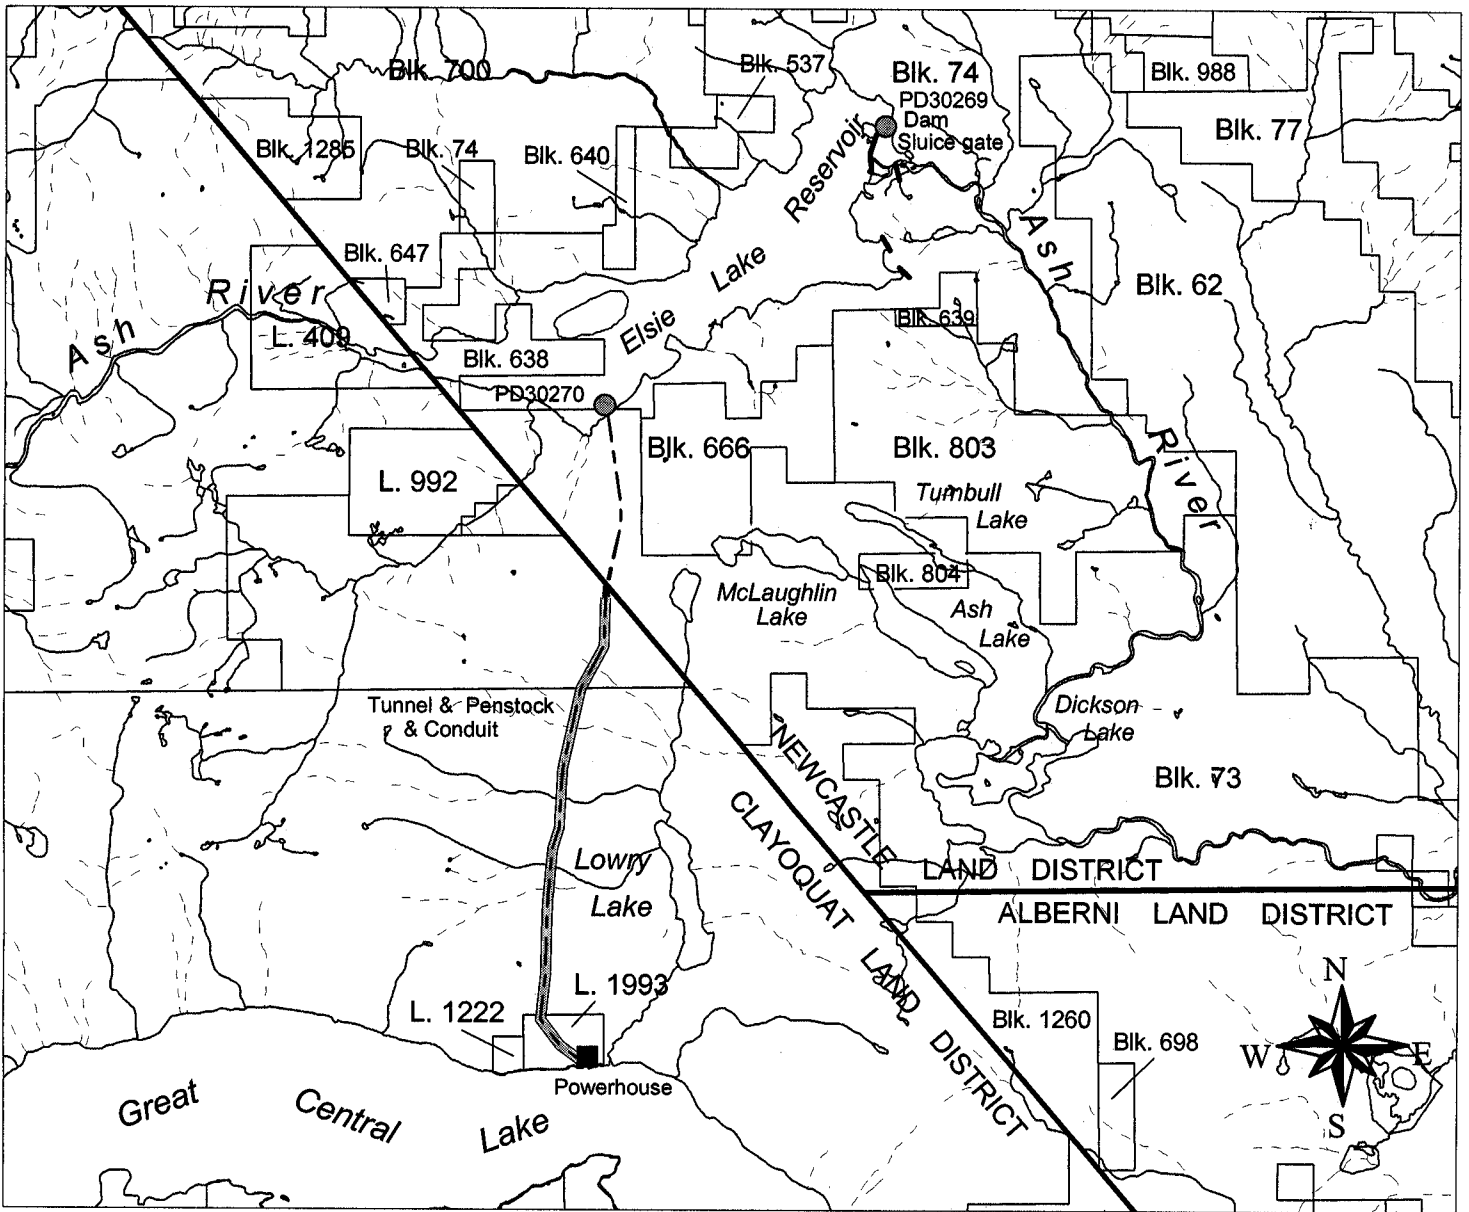 Blk. 700
Blk. 537
Blk. 74
Blk. 988
PD30269
Dam
Sluice gate
Blk. 77
Blk. 1285
Blk. 74
Blk. 640
Reservoir
Ash
Blk. 647
Lake
Blk. 62
River
Ash
L. 409
Elsie
Blk. 639
Blk. 638
PD30270
Blk. 666
Blk. 803
River
L. 992
Turnbull
Lake
Blk. 804
McLaughlin
Lake
Ash
Lake
Tunnel & Penstock
& Conduit
Dickson
Lake
NEWCASTLE
Blk. 73
CLAYOQUAT
Lowry
Lake
LAND DISTRICT
ALBERNI LAND DISTRICT
LAND
DISTRICT
L. 1993
L. 1222
Blk. 1260
Blk. 698
N
W
E
S
Powerhouse
Great Central Lake